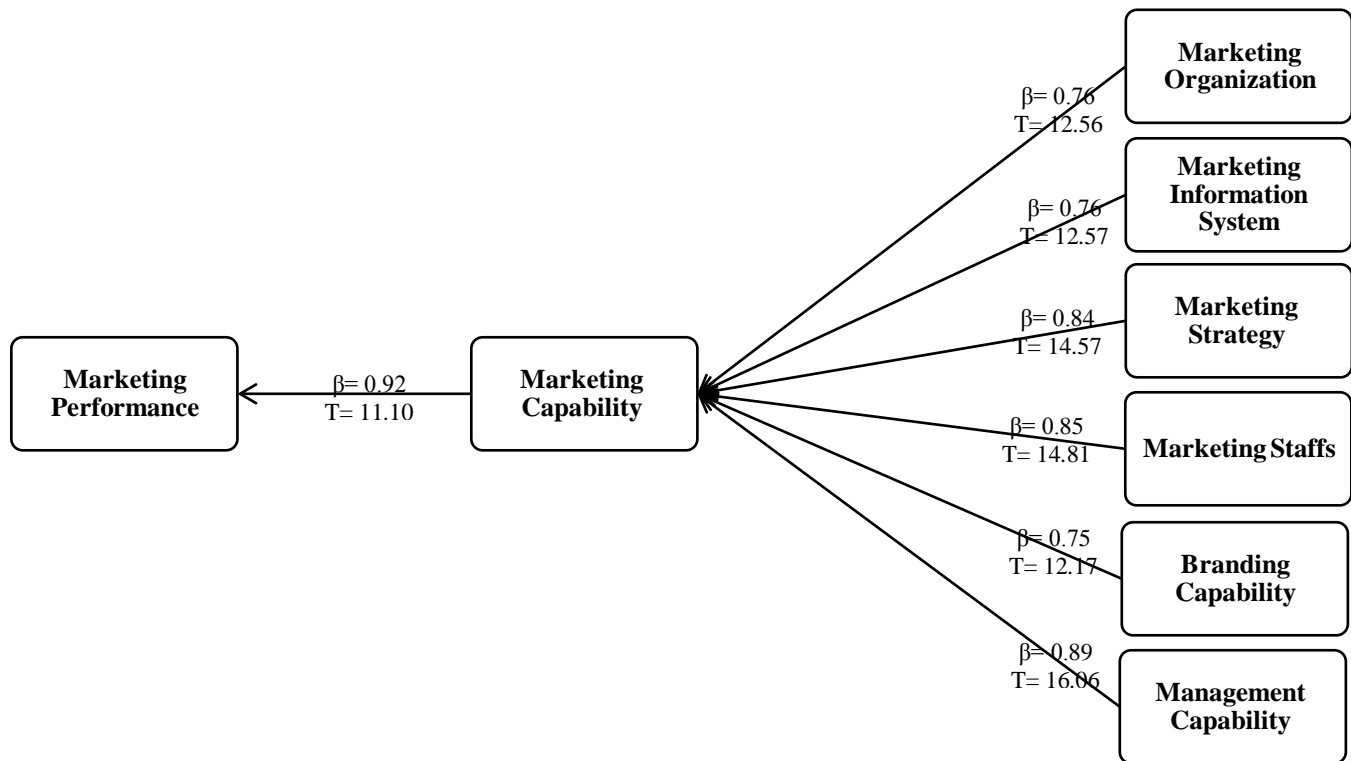 Marketing
Organization
β= 0.76
T= 12.56
Marketing
Information
System
β= 0.76
T= 12.57
Marketing
Strategy
β= 0.84
T= 14.57
Marketing
Performance
β= 0.92
T= 11.10
Marketing
Capability
Marketing Staffs
β= 0.85
T= 14.81
Branding
Capability
β= 0.75
T= 12.17
Management
Capability
β= 0.89
T= 16.06